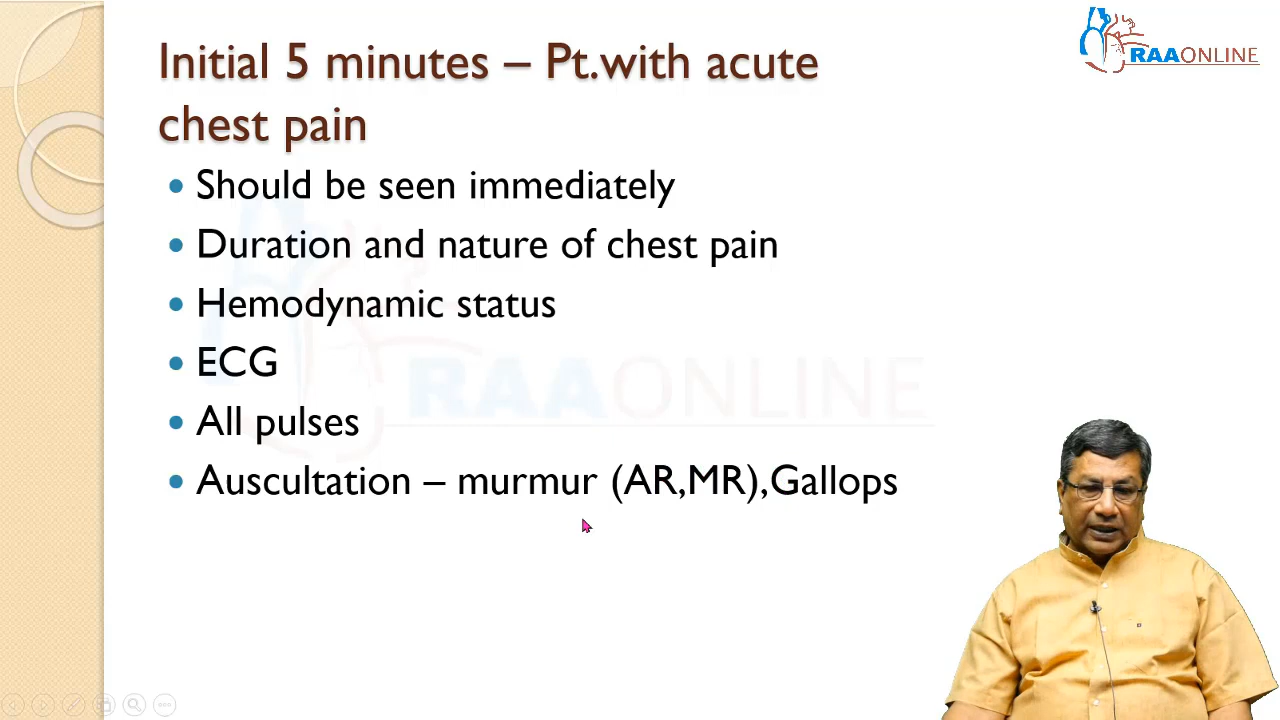 RAAONLINE
Initial 5 minutes – Pt.with acute
chest pain
• Should be seen immediately
• Duration and nature of chest pain
• Hemodynamic status
• ECG
• All pulses
• Auscultation – murmur (AR,MR),Gallops
RAAONLINE